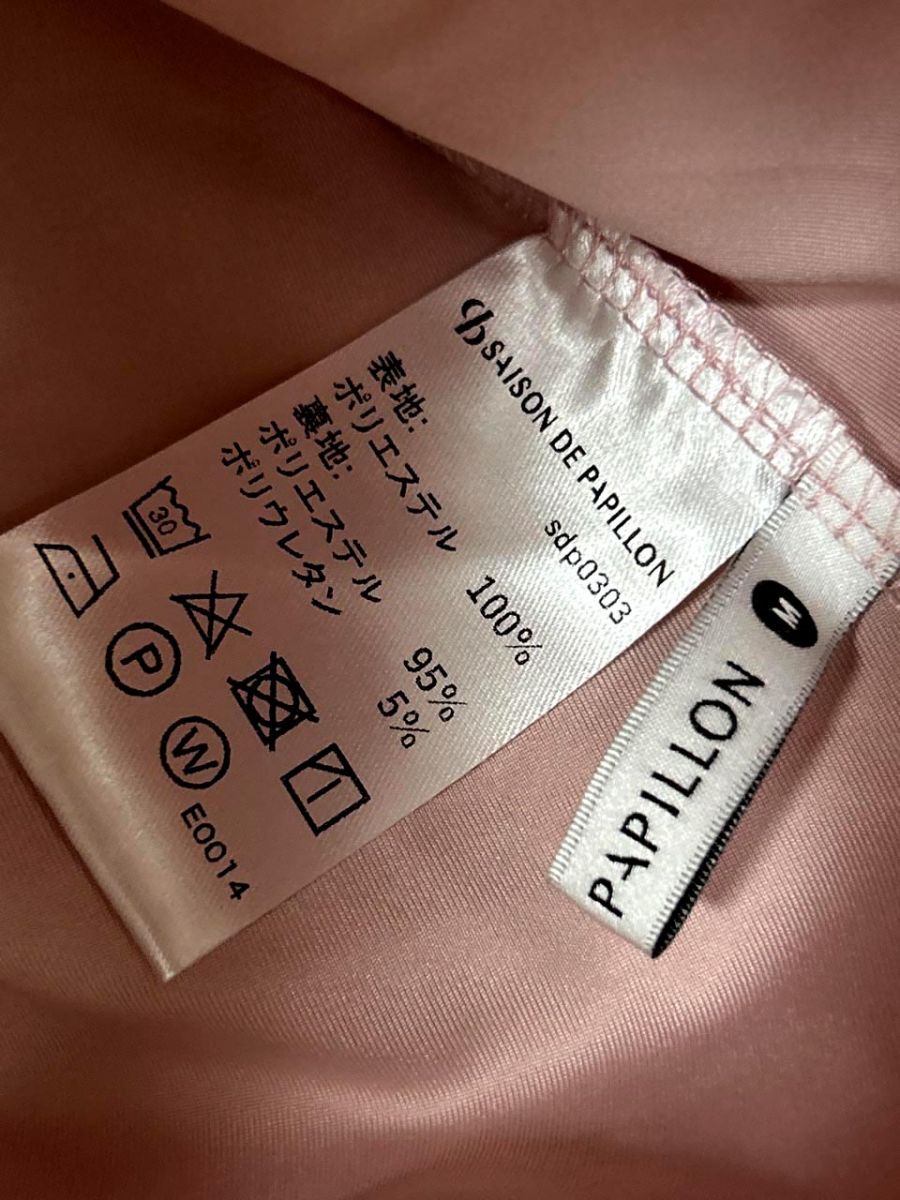 SAISON DE PAPILLON
sdp0303
表地:
ポリエステル 100%
裏地:
ポリエステル 95%
ポリウレタン 5%
30
P
W
E0014
M
PAPILLON